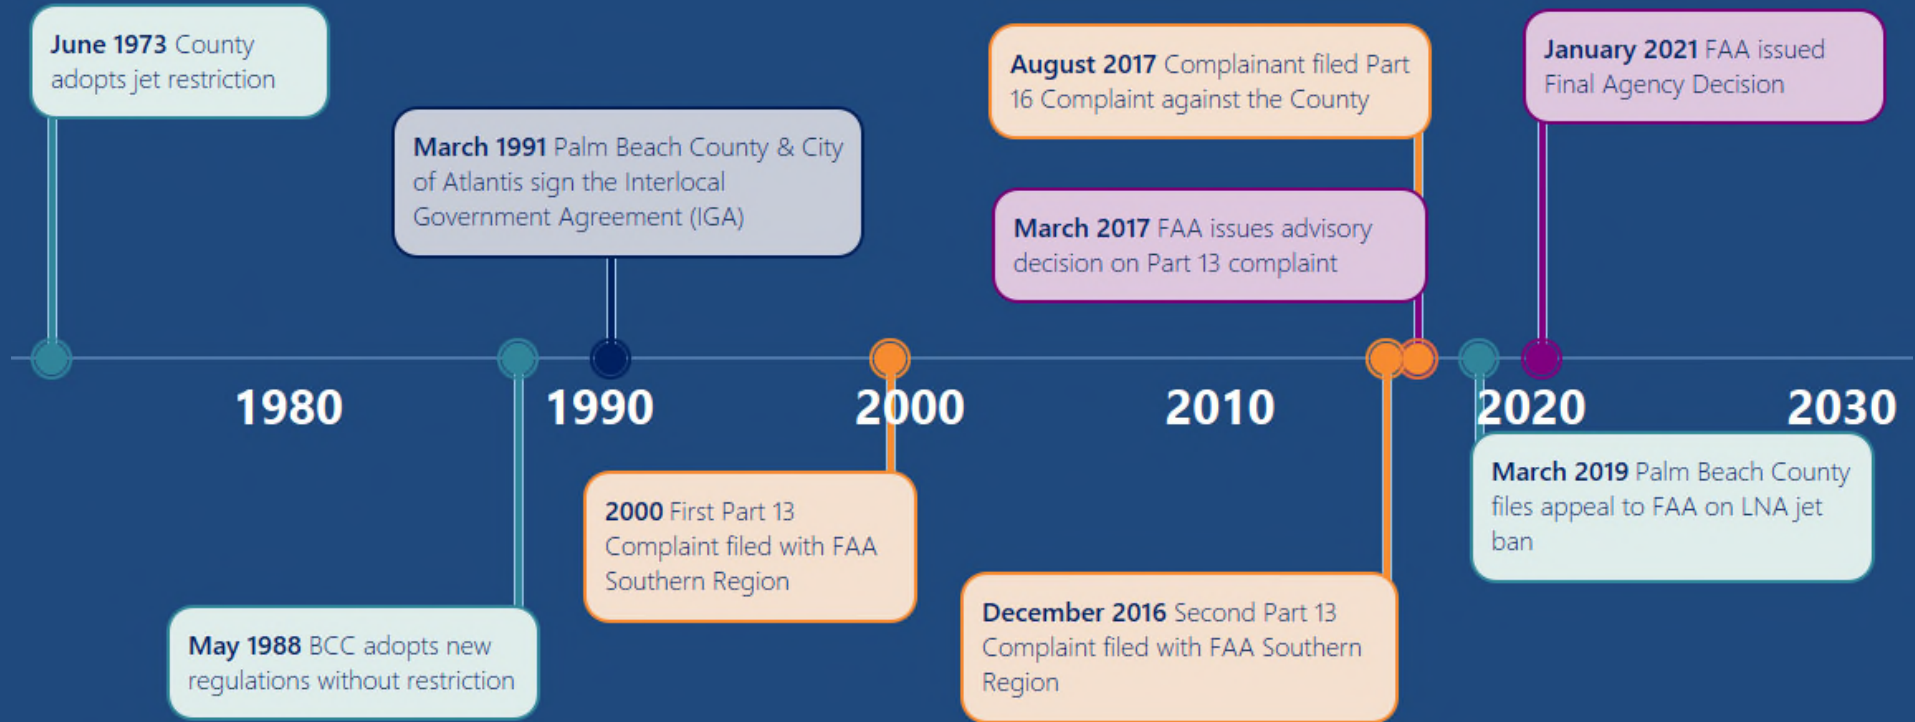 June 1973 County
adopts jet restriction
March 1991 Palm Beach County & City
of Atlantis sign the Interlocal
Government Agreement (IGA)
August 2017 Complainant filed Part
16 Complaint against the County
March 2017 FAA issues advisory
decision on Part 13 complaint
January 2021 FAA issued
Final Agency Decision
1980
1990
2000
2010
2020
2030
May 1988 BCC adopts new
regulations without restriction
2000 First Part 13
Complaint filed with FAA
Southern Region
December 2016 Second Part 13
Complaint filed with FAA Southern
Region
March 2019 Palm Beach County
files appeal to FAA on LNA jet
ban